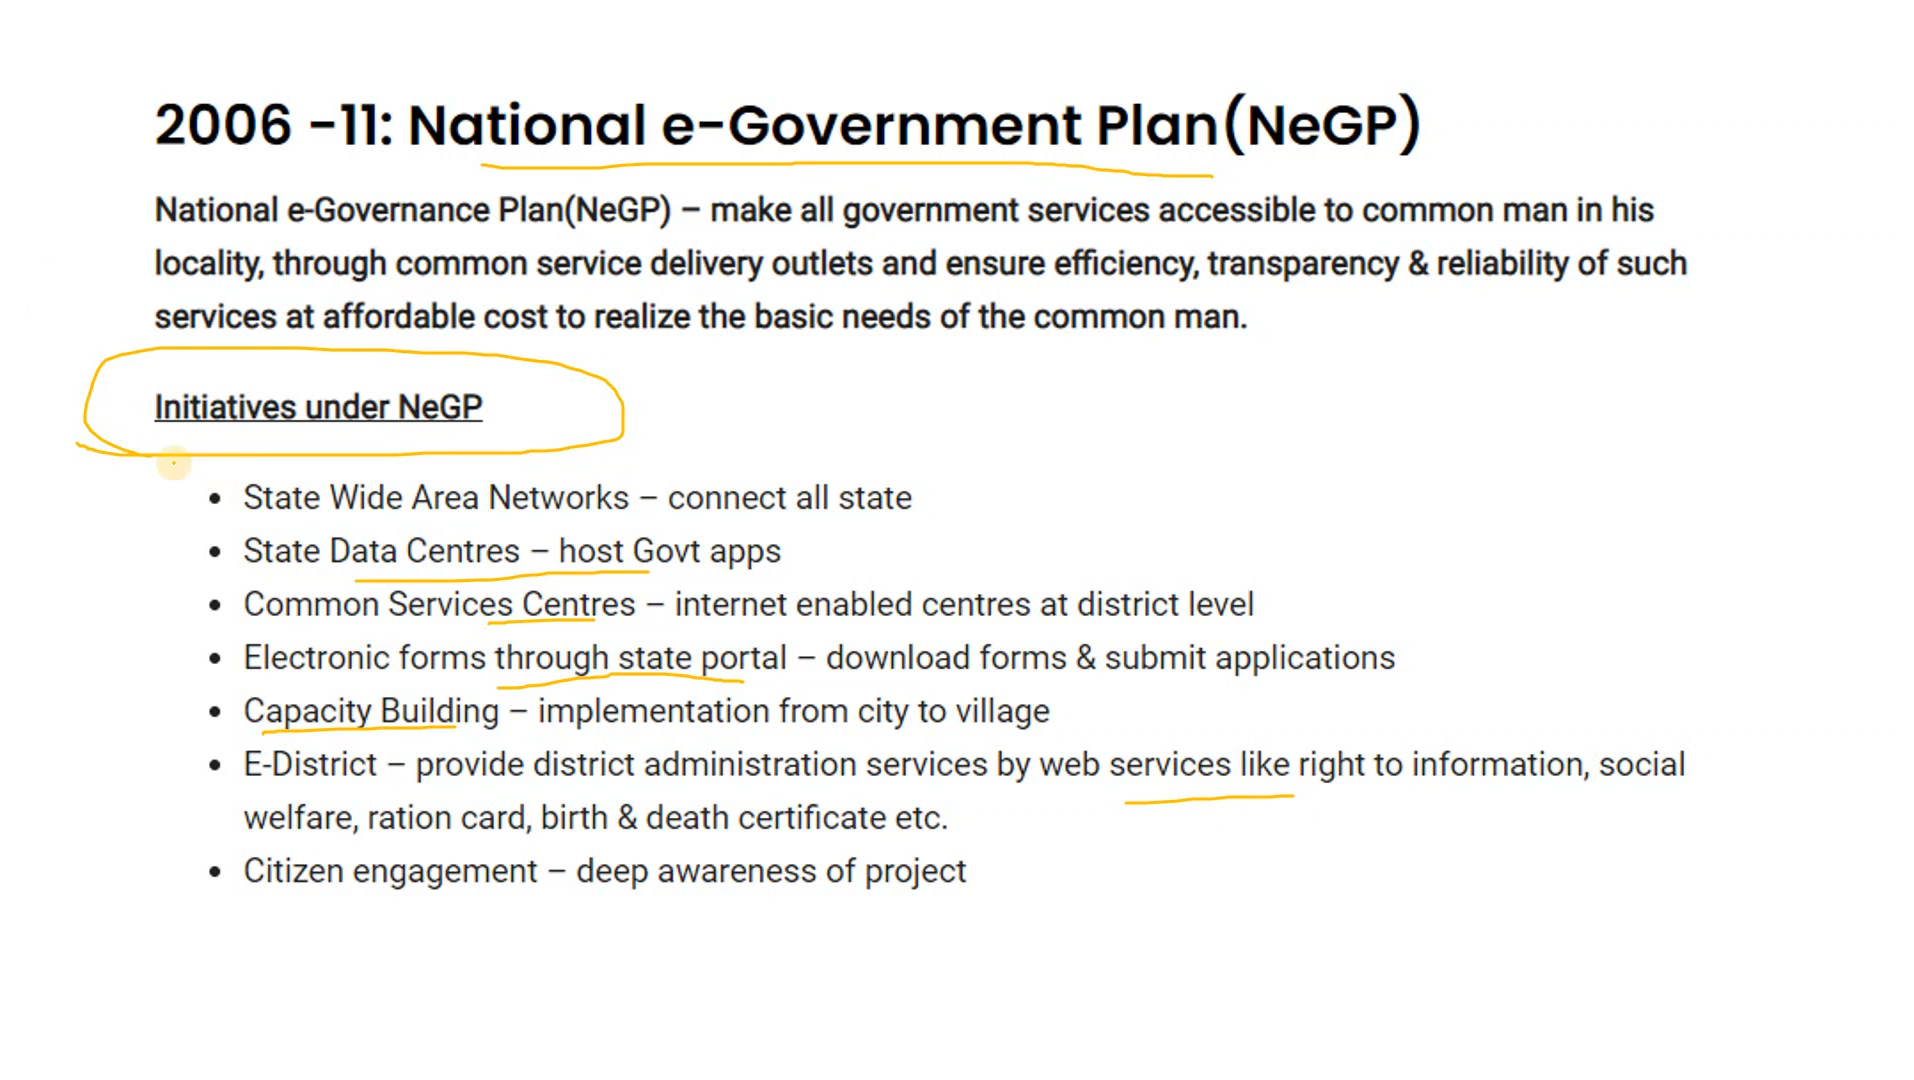 2006 -11: National e-Government Plan(NeGP)
National e-Governance Plan(NeGP) – make all government services accessible to common man in his
locality, through common service delivery outlets and ensure efficiency, transparency & reliability of such
services at affordable cost to realize the basic needs of the common man.
Initiatives under NeGP
• State Wide Area Networks – connect all state
• State Data Centres – host Govt apps
• Common Services Centres – internet enabled centres at district level
• Electronic forms through state portal – download forms & submit applications
• Capacity Building – implementation from city to village
• E-District – provide district administration services by web services like right to information, social
welfare, ration card, birth & death certificate etc.
• Citizen engagement – deep awareness of project